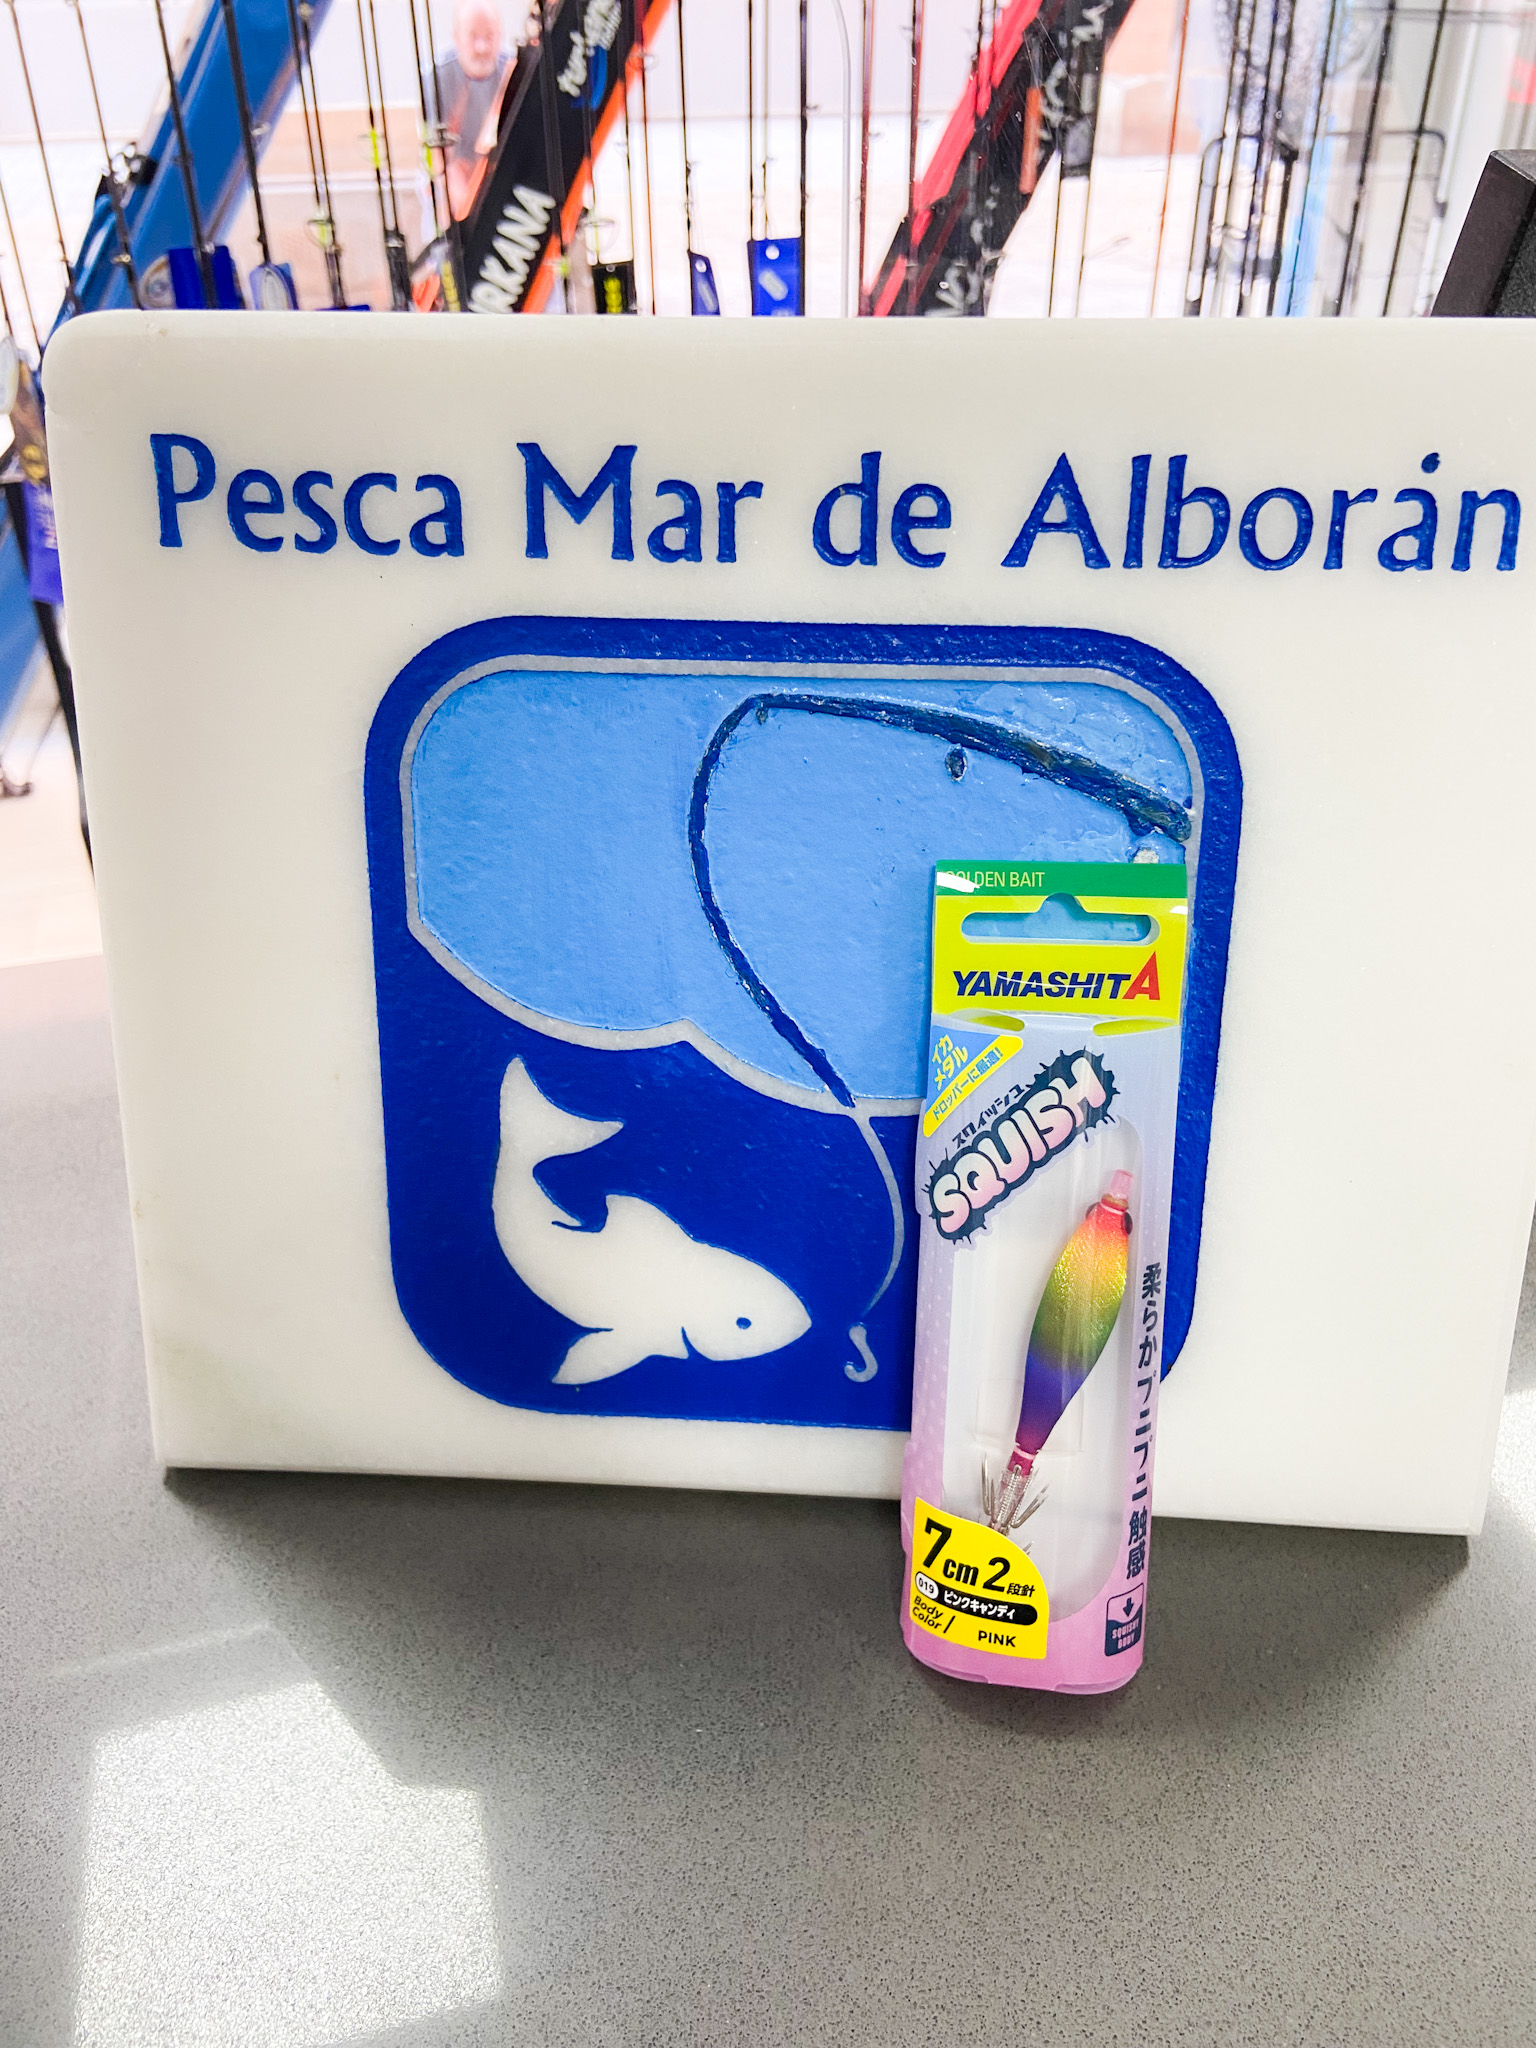 Pesca Mar de Alborán
GOLDEN BAIT
YAMASHITA
イカ
メタル
ドロッパーに最適!
スクイッシュ
SQUISH
柔らかプニプニ触感
7cm 2段針
019 ピンクキャンディ
Body
Color / PINK
SQUISHY
BODY